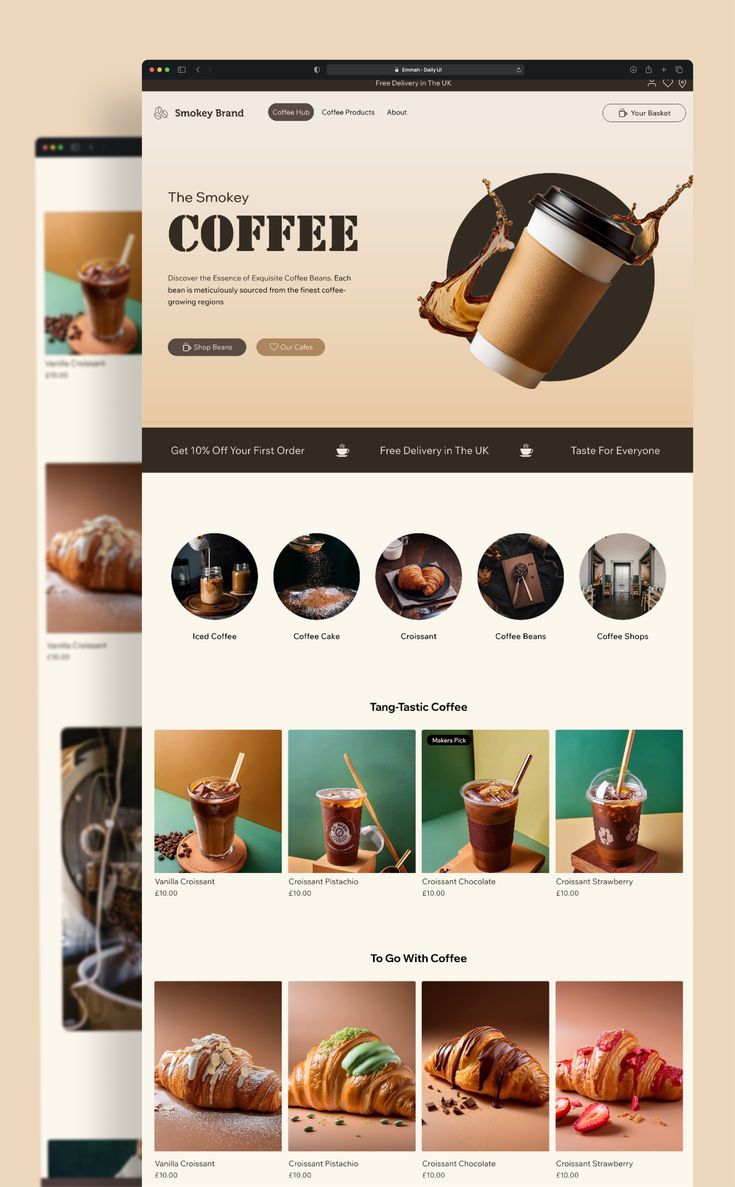 Emmah - Daily UI
Free Delivery in The UK
Smokey Brand
Coffee Hub
Coffee Products
About
Your Basket
The Smokey
COFFEE
Discover the Essence of Exquisite Coffee Beans. Each
bean is meticulously sourced from the finest coffee-
growing regions
Shop Beans
Our Cafes
Get 10% Off Your First Order
Free Delivery in The UK
Taste For Everyone
Iced Coffee
Coffee Cake
Croissant
Coffee Beans
Coffee Shops
Tang-Tastic Coffee
Makers Pick
Vanilla Croissant
£10.00
Croissant Pistachio
£10.00
Croissant Chocolate
£10.00
Croissant Strawberry
£10.00
To Go With Coffee
Vanilla Croissant
£10.00
Croissant Pistachio
£10.00
Croissant Chocolate
£10.00
Croissant Strawberry
£10.00
Vanilla Croissant
£10.00
Vanilla Croissant
£10.00